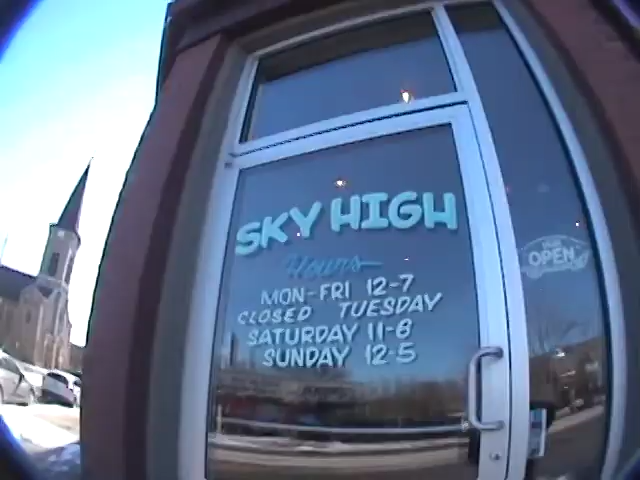 SKY HIGH
Hours
MON-FRI 12-7
CLOSED TUESDAY
SATURDAY 11-6
SUNDAY 12-5
OPEN